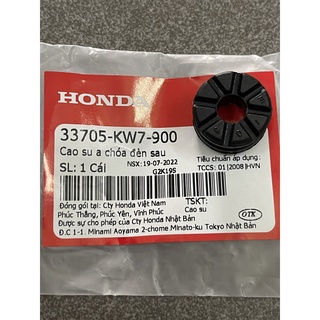 HONDA
33705-KW7-900
Cao su a chóa đèn sau
NSX: 19-07-2022
Tiêu chuẩn áp dụng:
SL: 1 Cái
G2K195
TCCS: 01|2008|HVN
Đóng gói tại: Cty Honda Việt Nam
TSKT:
Phúc Thắng, Phúc Yên, Vĩnh Phúc
Cao su
Được sự cho phép của Cty Honda Nhật Bản
Đ.C 1-1. Minami Aoyama 2-chome.Minato-ku Tokyo Nhật Bản
OTK